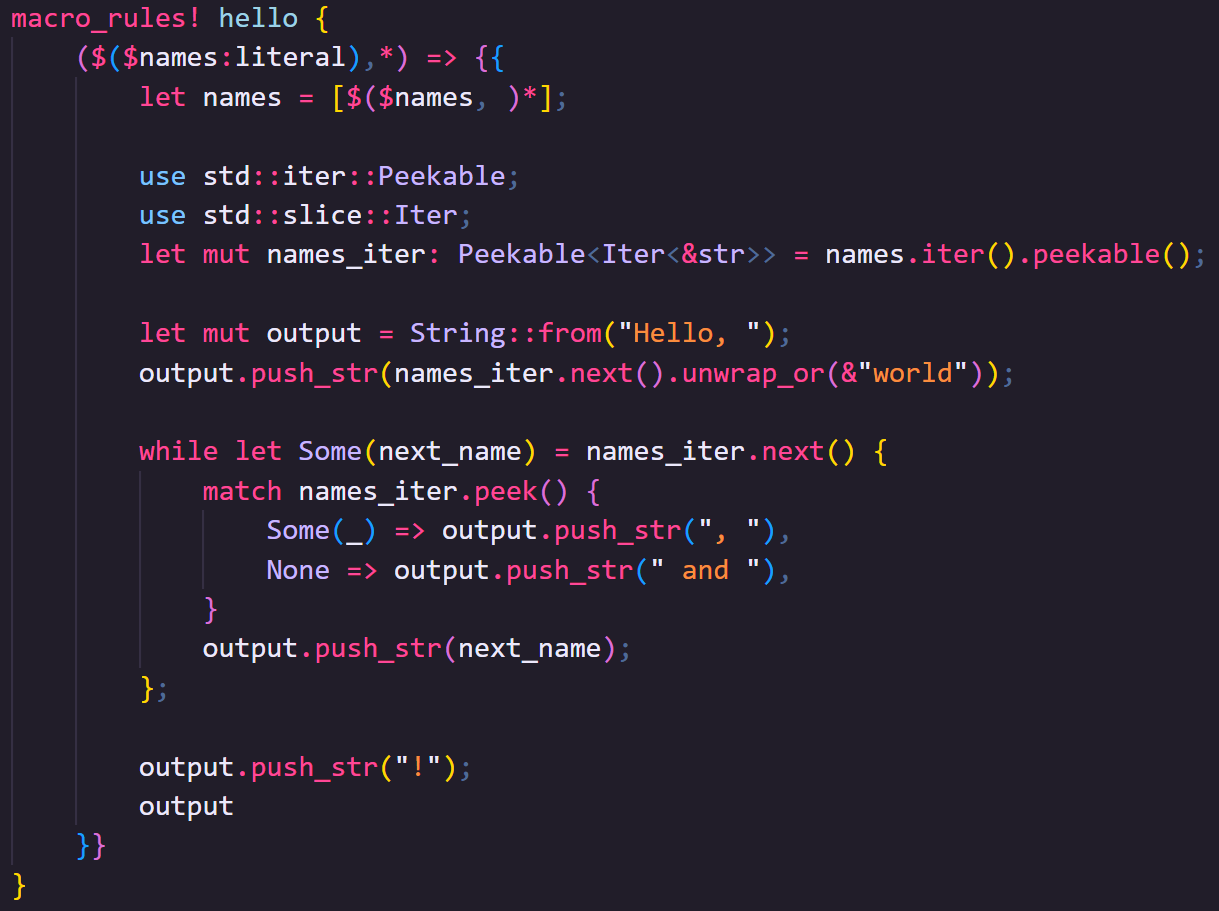 macro_rules! hello {
    ($($names:literal),*) => {{
        let names = [$($names, )*];

        use std::iter::Peekable;
        use std::slice::Iter;
        let mut names_iter: Peekable<Iter<&str>> = names.iter().peekable();

        let mut output = String::from("Hello, ");
        output.push_str(names_iter.next().unwrap_or(&"world"));

        while let Some(next_name) = names_iter.next() {
            match names_iter.peek() {
                Some(_) => output.push_str(", "),
                None => output.push_str(" and "),
            }
            output.push_str(next_name);
        };

        output.push_str("!");
        output
    }}
}